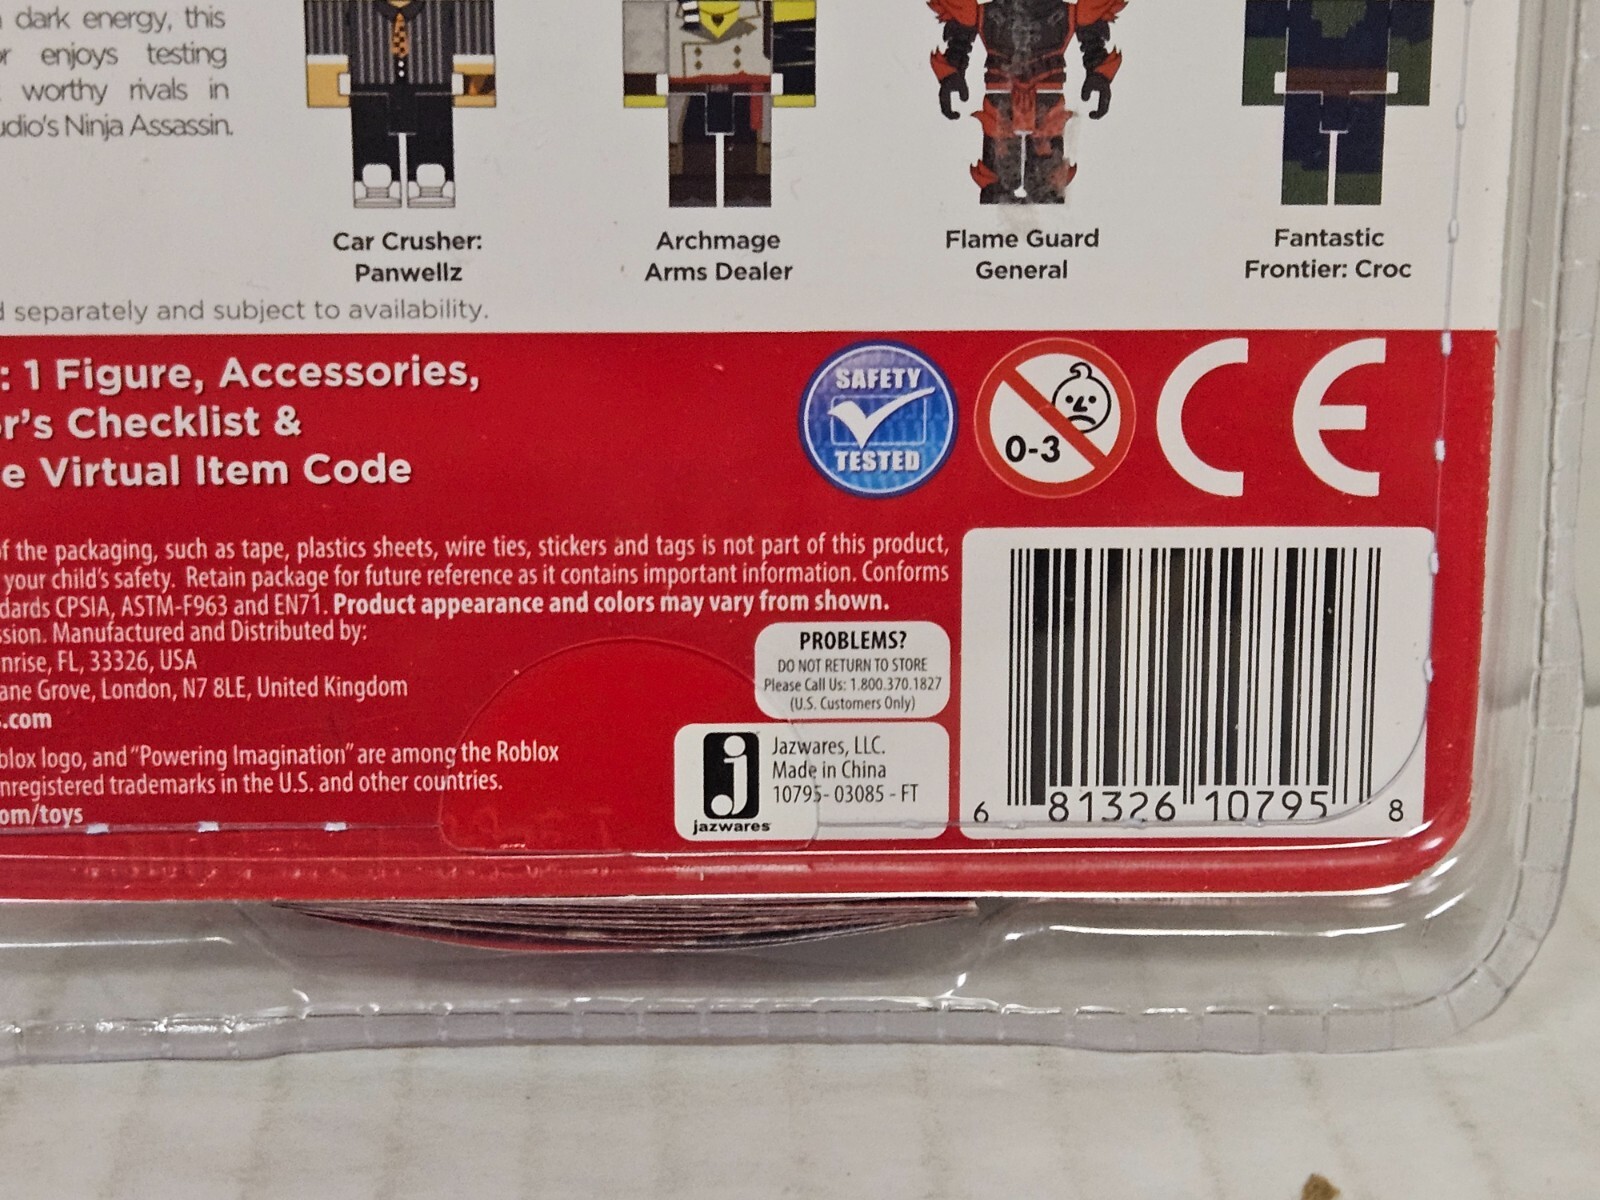 dark energy, this
enjoys testing
worthy rivals in
Ninja Assassin.
Car Crusher:
Panwellz
Archmage
Arms Dealer
Flame Guard
General
Fantastic
Frontier: Croc
separately and subject to availability.
: 1 Figure, Accessories,
r's Checklist &
e Virtual Item Code
SAFETY
TESTED
0-3
CE
of the packaging, such as tape, plastics sheets, wire ties, stickers and tags is not part of this product,
your child's safety. Retain package for future reference as it contains important information. Conforms
dards CPSIA, ASTM-F963 and EN71. Product appearance and colors may vary from shown.
ssion. Manufactured and Distributed by:
nrise, FL, 33326, USA
ane Grove, London, N7 8LE, United Kingdom
s.com
blox logo, and "Powering Imagination" are among the Roblox
nregistered trademarks in the U.S. and other countries.
om/toys
PROBLEMS?
DO NOT RETURN TO STORE
Please Call Us: 1.800.370.1827
(U.S. Customers Only)
j
jazwares
Jazwares, LLC.
Made in China
10795-03085 - FT
6 81326 10795 8